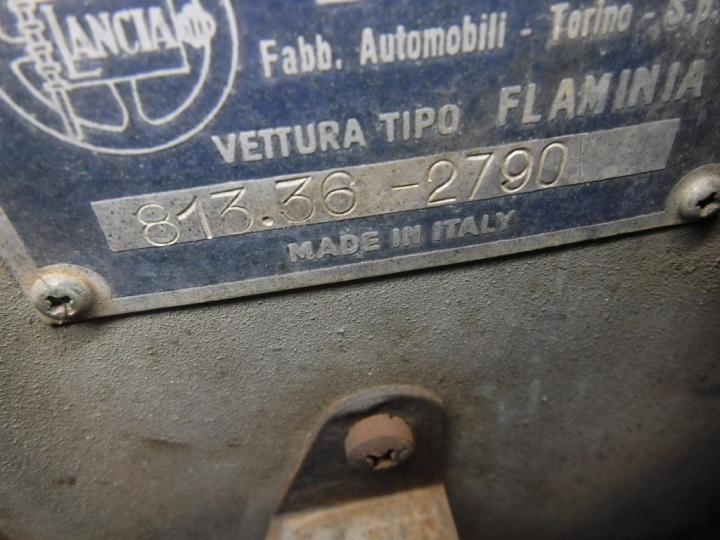 LANCIA
Fabb. Automobili - Torino - S.p.
VETTURA TIPO FLAMINIA
813.36 - 2790
MADE IN ITALY